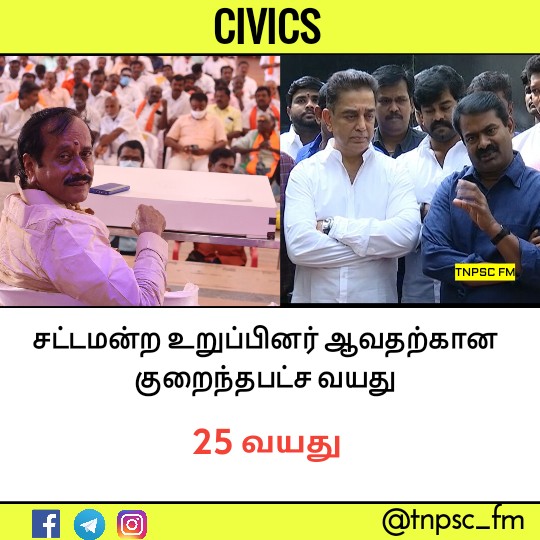 CIVICS
TNPSC FM
சட்டமன்ற உறுப்பினர் ஆவதற்கான
குறைந்தபட்ச வயது
25 வயது
@tnpsc_fm